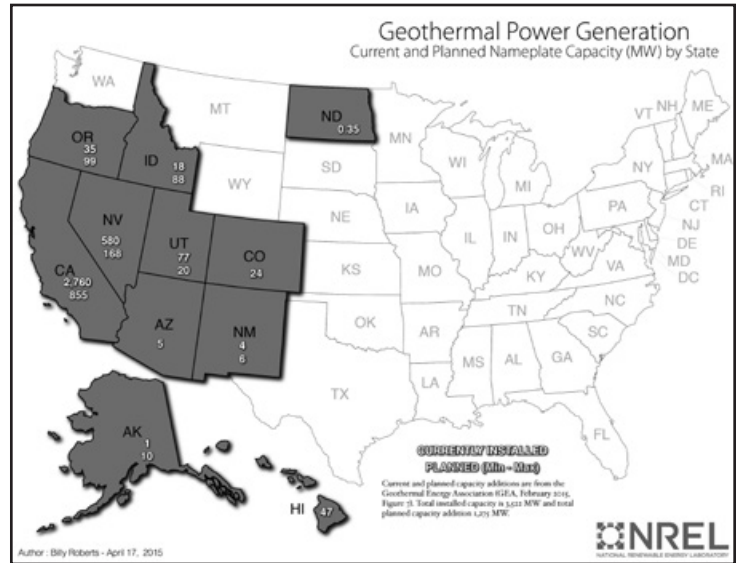 Geothermal Power Generation
Current and Planned Nameplate Capacity (MW) by State
WA
MT
ND
0.35
MN
VT
NH
ME
OR
35
99
ID
18
88
WY
SD
WI
MI
NY
MA
RI
CT
NJ
DE
MD
DC
NV
580
168
UT
77
20
CO
24
NE
IA
IL
IN
OH
PA
WV
VA
CA
2,760
855
KS
MO
KY
NC
TN
AZ
5
NM
4
6
OK
AR
SC
MS
AL
GA
TX
LA
FL
AK
1
10
HI
47
CURRENTLY INSTALLED
PLANNED (Min - Max)
Current and planned capacity additions are from the
Geothermal Energy Association (GEA, February 2015,
Figure 7). Total installed capacity is 3,522 MW and total
planned capacity addition 1,275 MW.
Author : Billy Roberts - April 17, 2015
NREL
NATIONAL RENEWABLE ENERGY LABORATORY